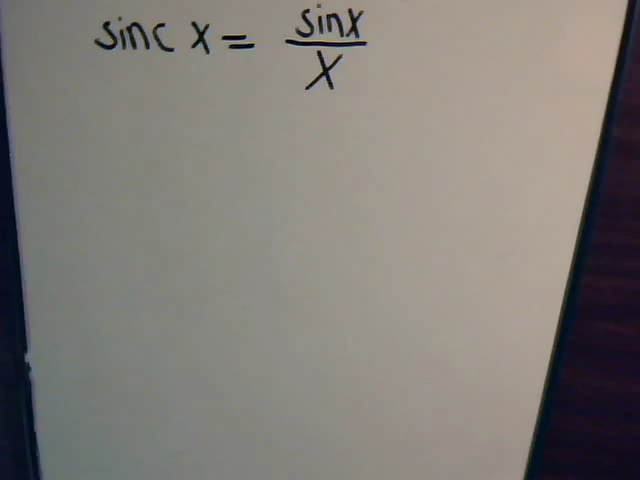 sinc x = sinx/x